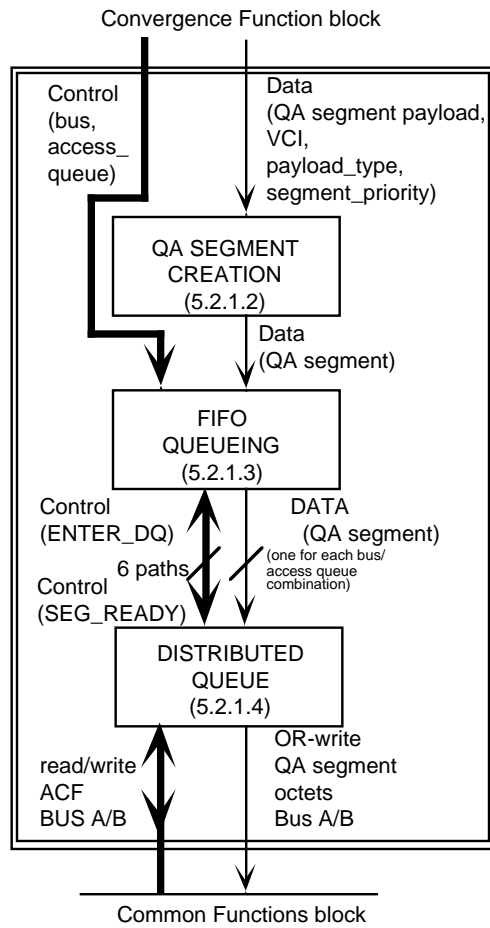 Convergence Function block
Control
(bus,
access_
queue)
Data
(QA segment payload,
VCI,
payload_type,
segment_priority)
QA SEGMENT
CREATION
(5.2.1.2)
Data
(QA segment)
FIFO
QUEUEING
(5.2.1.3)
Control
(ENTER_DQ)
6 paths
Control
(SEG_READY)
DATA
(QA segment)
(one for each bus/
access queue
combination)
DISTRIBUTED
QUEUE
(5.2.1.4)
read/write
ACF
BUS A/B
OR-write
QA segment
octets
Bus A/B
Common Functions block